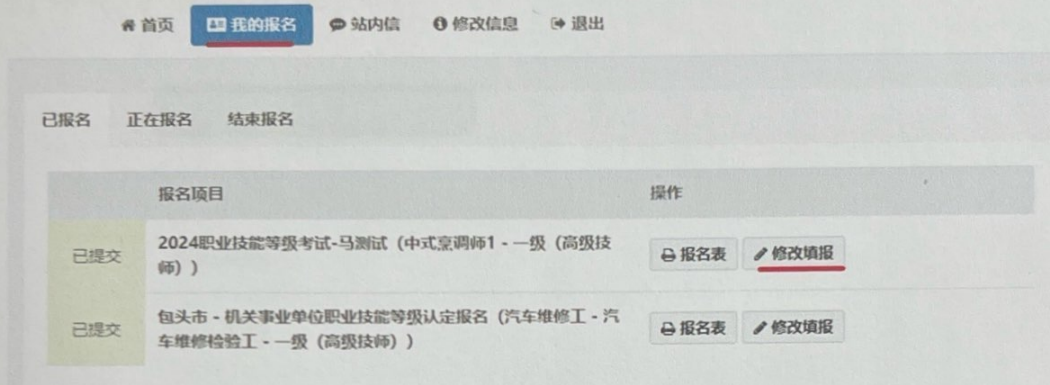 首页 我的报名 站内信 修改信息 退出
已报名 正在报名 结束报名
报名项目 操作
已提交 2024职业技能等级考试-马测试（中式烹调师1 - 一级（高级技师）） 报名表 修改填报
已提交 包头市 - 机关事业单位职业技能等级认定报名（汽车维修工 - 汽车维修检验工 - 一级（高级技师）） 报名表 修改填报